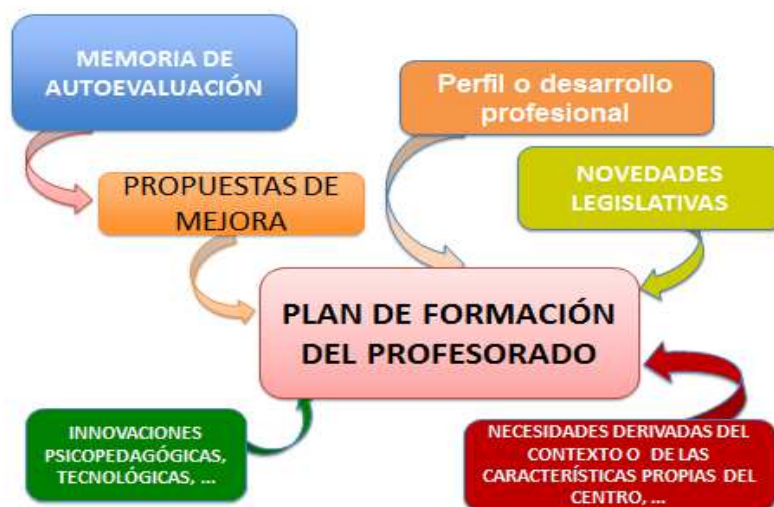 MEMORIA DE
AUTOEVALUACIÓN
Perfil o desarrollo
profesional
PROPUESTAS DE
MEJORA
NOVEDADES
LEGISLATIVAS
PLAN DE FORMACIÓN
DEL PROFESORADO
INNOVACIONES
PSICOPEDAGÓGICAS,
TECNOLÓGICAS, ...
NECESIDADES DERIVADAS DEL
CONTEXTO O DE LAS
CARACTERÍSTICAS PROPIAS DEL
CENTRO, ...